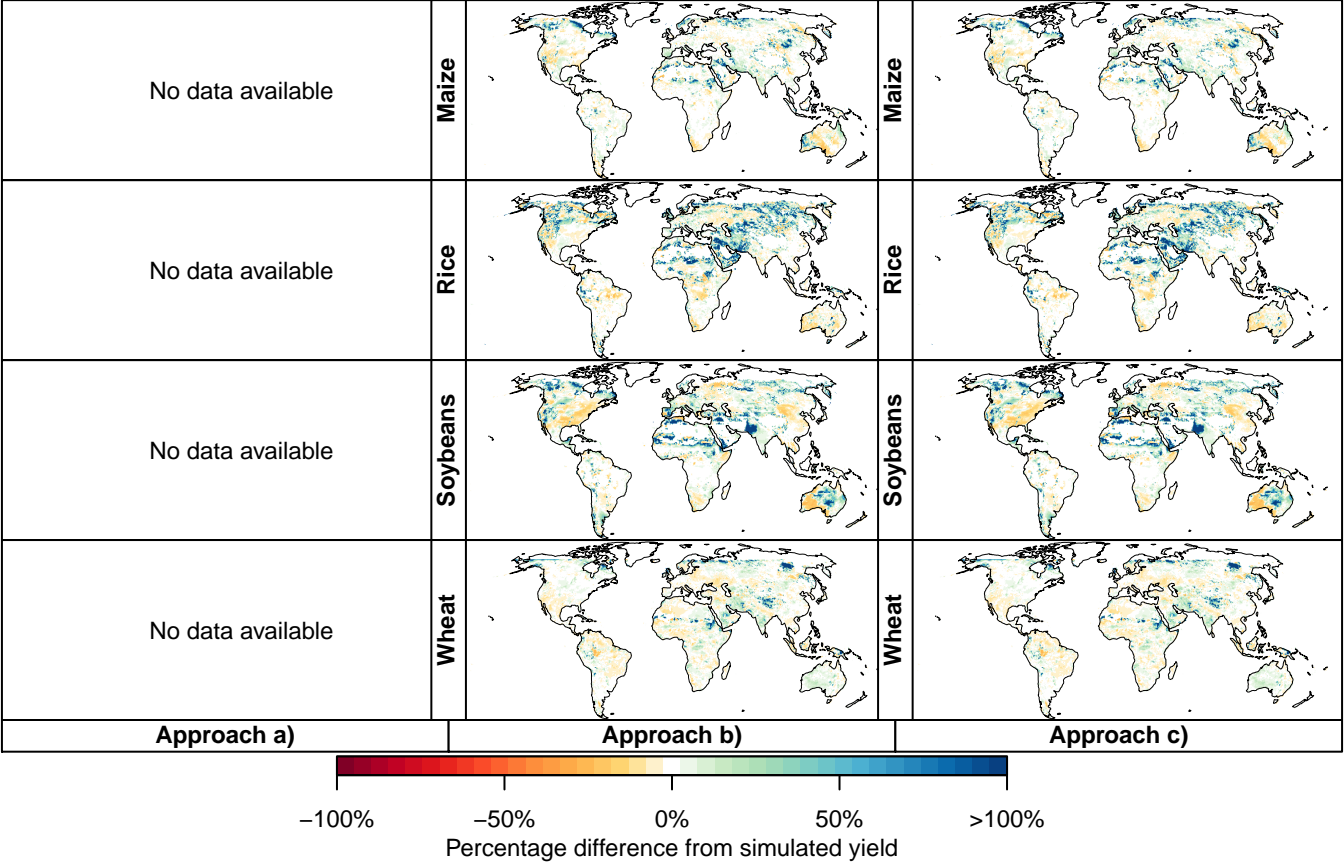 No data available
Maize
Maize
No data available
Rice
Rice
No data available
Soybeans
Soybeans
No data available
Wheat
Wheat
Approach a)
Approach b)
Approach c)
−100%
−50%
0%
50%
>100%
Percentage difference from simulated yield